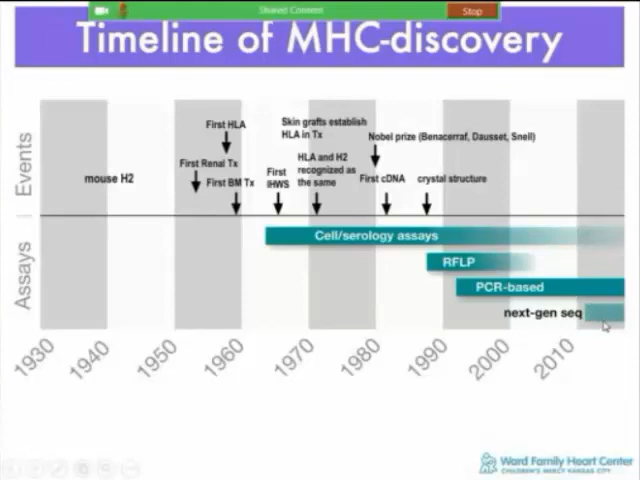 Shared Content
Stop
Timeline of MHC-discovery
Events
First HLA
Skin grafts establish
HLA in Tx
Nobel prize (Benacerraf, Dausset, Snell)
mouse H2
First Renal Tx
First BM Tx
First
IHWS
HLA and H2
recognized as
the same
First cDNA
crystal structure
Assays
Cell/serology assays
RFLP
PCR-based
next-gen seq
1930
1940
1950
1960
1970
1980
1990
2000
2010
Ward Family Heart Center
CHILDREN'S MERCY KANSAS CITY